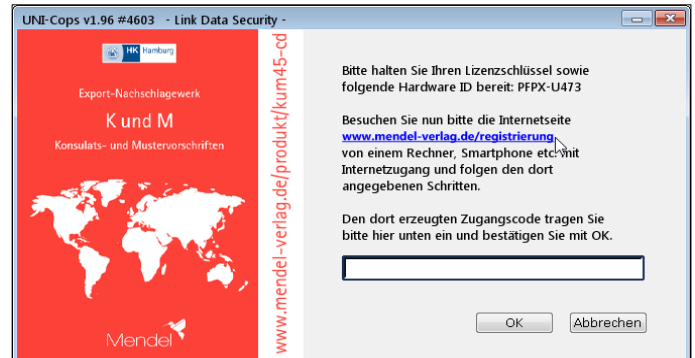 UNI-Cops v1.96 #4603 - Link Data Security -
HK Hamburg
Export-Nachschlagewerk
K und M
Konsulats- und Mustervorschriften
Mendel
www.mendel-verlag.de/produkt/kum45-cd
Bitte halten Sie Ihren Lizenzschlüssel sowie
folgende Hardware ID bereit: PFPX-U473
Besuchen Sie nun bitte die Internetseite
www.mendel-verlag.de/registrierung
von einem Rechner, Smartphone etc. mit
Internetzugang und folgen den dort
angegebenen Schritten.
Den dort erzeugten Zugangscode tragen Sie
bitte hier unten ein und bestätigen Sie mit OK.
OK
Abbrechen